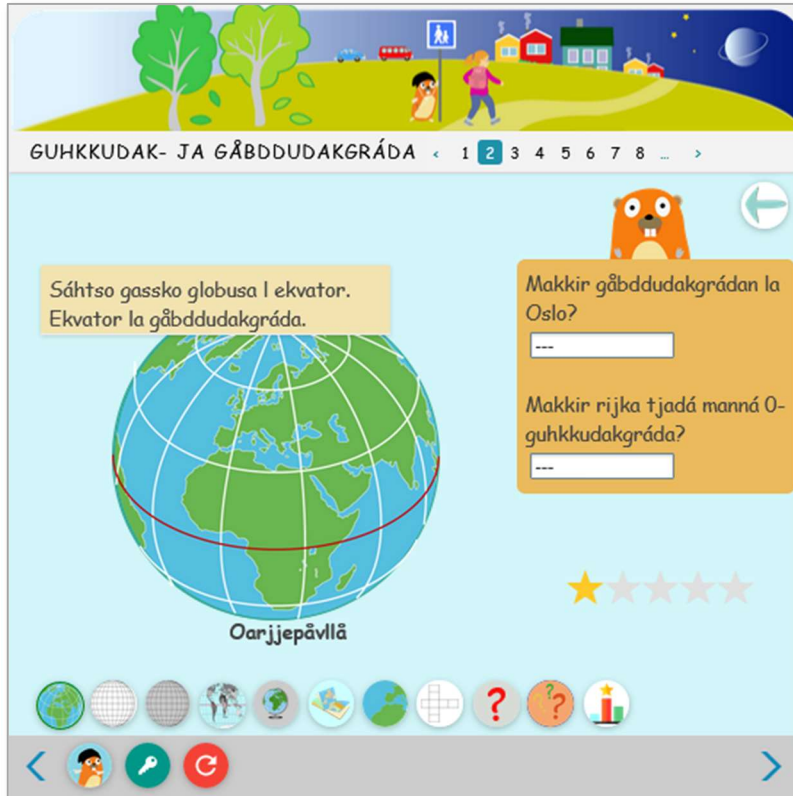 GUHKKUDAK- JA GÅBDDUDAKGRÁDA < 1 2 3 4 5 6 7 8 ... >
Sáhtso gassko globusa l ekvator.
Ekvator la gåbddudakgráda.
Oarjjepåvllå
Makkir gåbddudakgrádan la
Oslo?
---
Makkir rijka tjadá manná 0-
guhkkudakgráda?
---